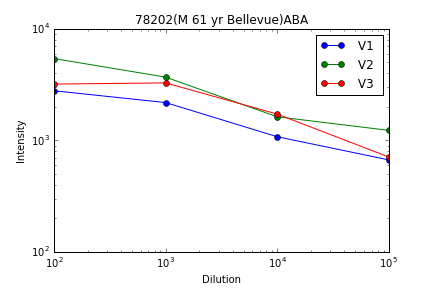 78202(M 61 yr Bellevue)ABA
V1
V2
V3
Intensity
10^4
10^3
10^2
10^2 10^3 10^4 10^5
Dilution